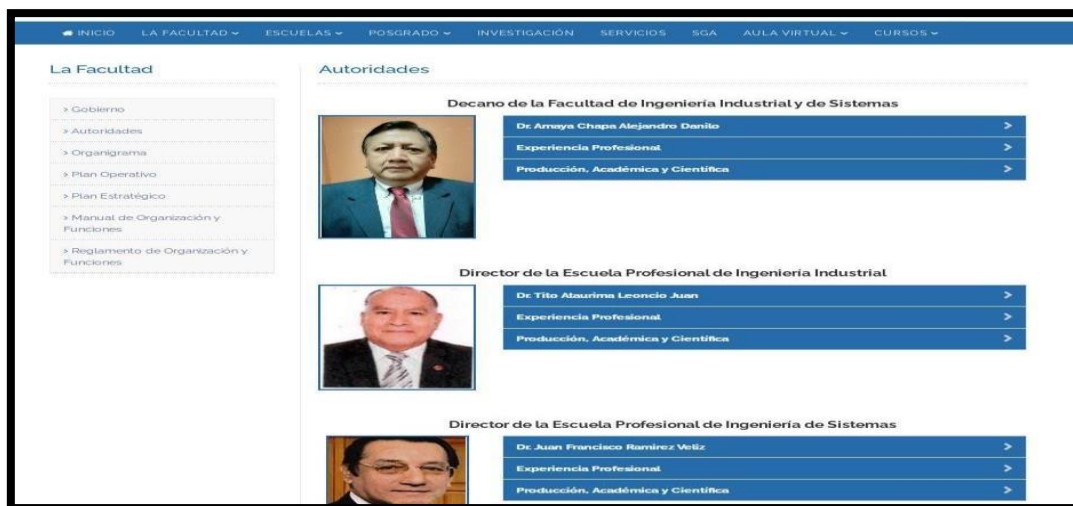 INICIO LA FACULTAD ESCUELAS POSGRADO INVESTIGACIÓN SERVICIOS SGA AULA VIRTUAL CURSOS
La Facultad
> Gobierno
> Autoridades
> Organigrama
> Plan Operativo
> Plan Estratégico
> Manual de Organización y
Funciones
> Reglamento de Organización y
Funciones
Autoridades
Decano de la Facultad de Ingeniería Industrial y de Sistemas
Dr. Amaya Chapa Alejandro Danilo
Experiencia Profesional
Producción, Académica y Científica
Director de la Escuela Profesional de Ingeniería Industrial
Dr. Tito Ataurima Leoncio Juan
Experiencia Profesional
Producción, Académica y Científica
Director de la Escuela Profesional de Ingeniería de Sistemas
Dr. Juan Francisco Ramirez Veliz
Experiencia Profesional
Producción, Académica y Científica